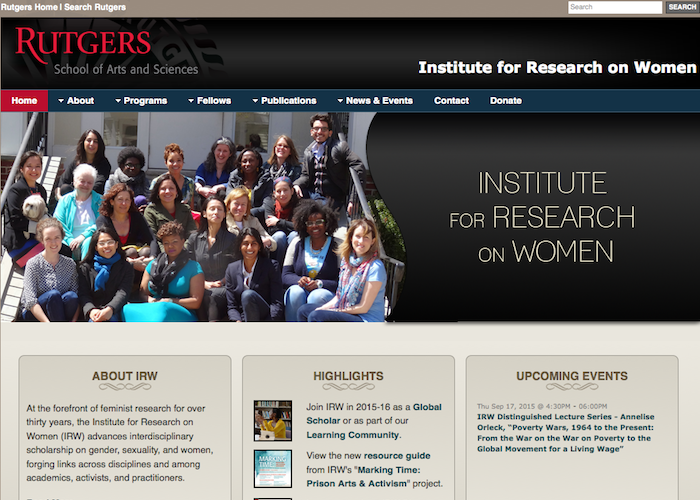 Rutgers Home | Search Rutgers
Search
SEARCH
RUTGERS
School of Arts and Sciences
Institute for Research on Women
Home
About
Programs
Fellows
Publications
News & Events
Contact
Donate
INSTITUTE
FOR RESEARCH
ON WOMEN
ABOUT IRW
At the forefront of feminist research for over
thirty years, the Institute for Research on
Women (IRW) advances interdisciplinary
scholarship on gender, sexuality, and women,
forging links across disciplines and among
academics, activists, and practitioners.
HIGHLIGHTS
Join IRW in 2015-16 as a Global
Scholar or as part of our
Learning Community.
MARKING
TIME
View the new resource guide
from IRW's "Marking Time:
Prison Arts & Activism" project.
UPCOMING EVENTS
Thu Sep 17, 2015 @ 4:30PM - 06:00PM
IRW Distinguished Lecture Series - Annelise
Orleck, "Poverty Wars, 1964 to the Present:
From the War on the War on Poverty to the
Global Movement for a Living Wage"